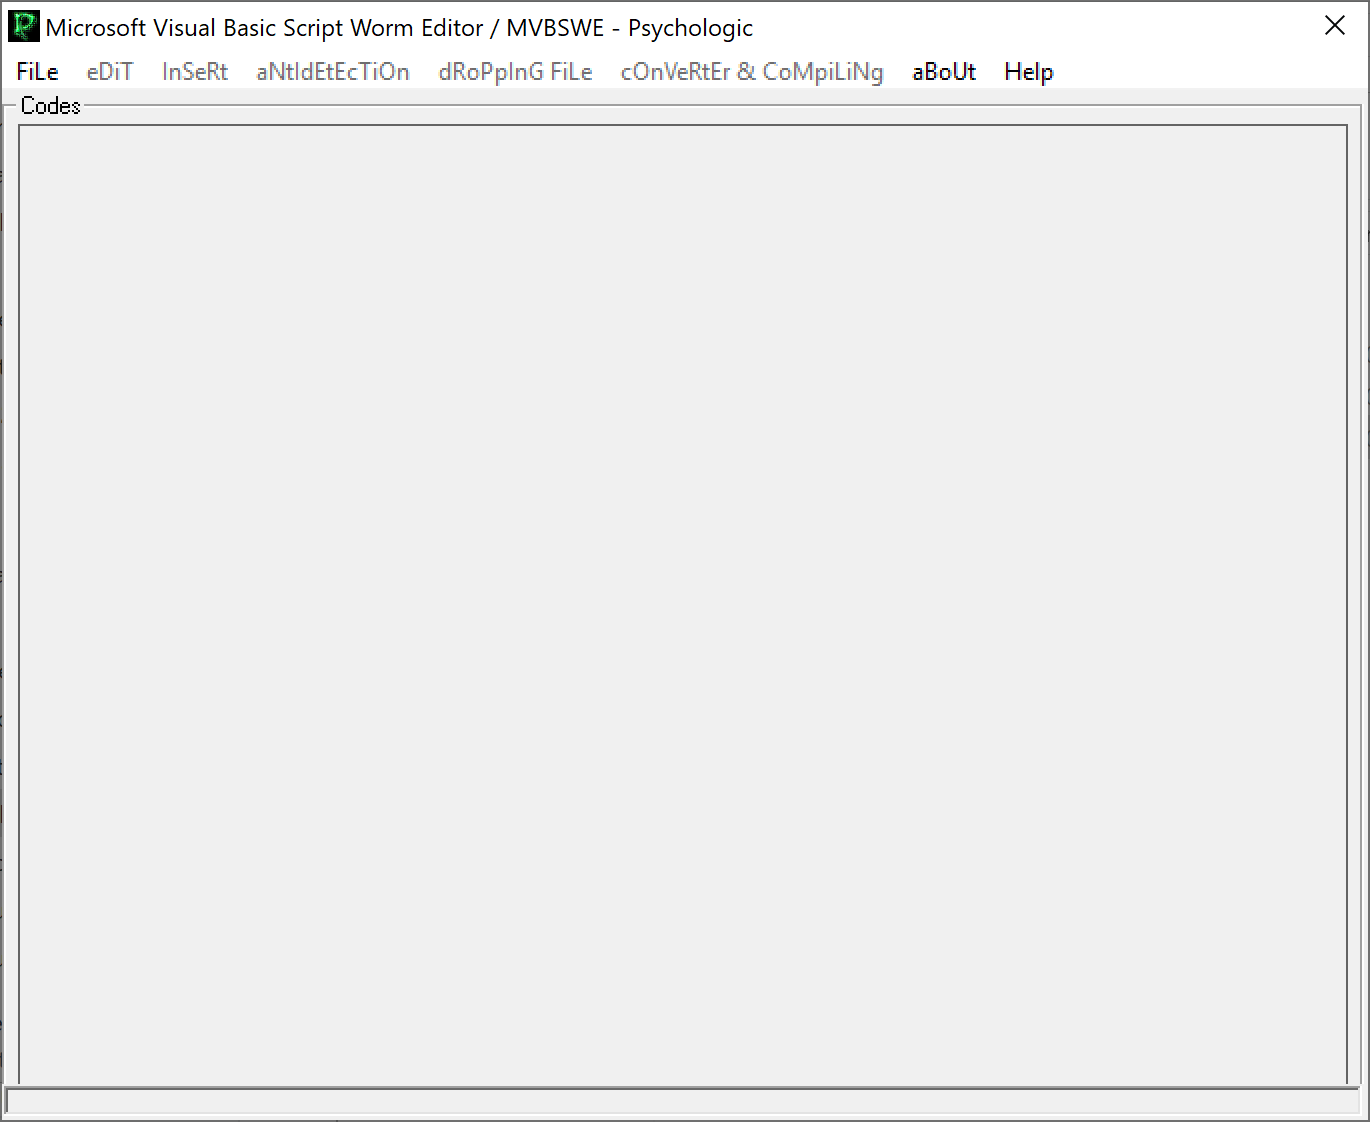 Microsoft Visual Basic Script Worm Editor / MVBSWE - Psychologic
FiLe eDiT InSeRt aNtIdEtEcTiOn dRoPpInG FiLe cOnVeRtEr & CoMpiLiNg aBoUt Help
Codes